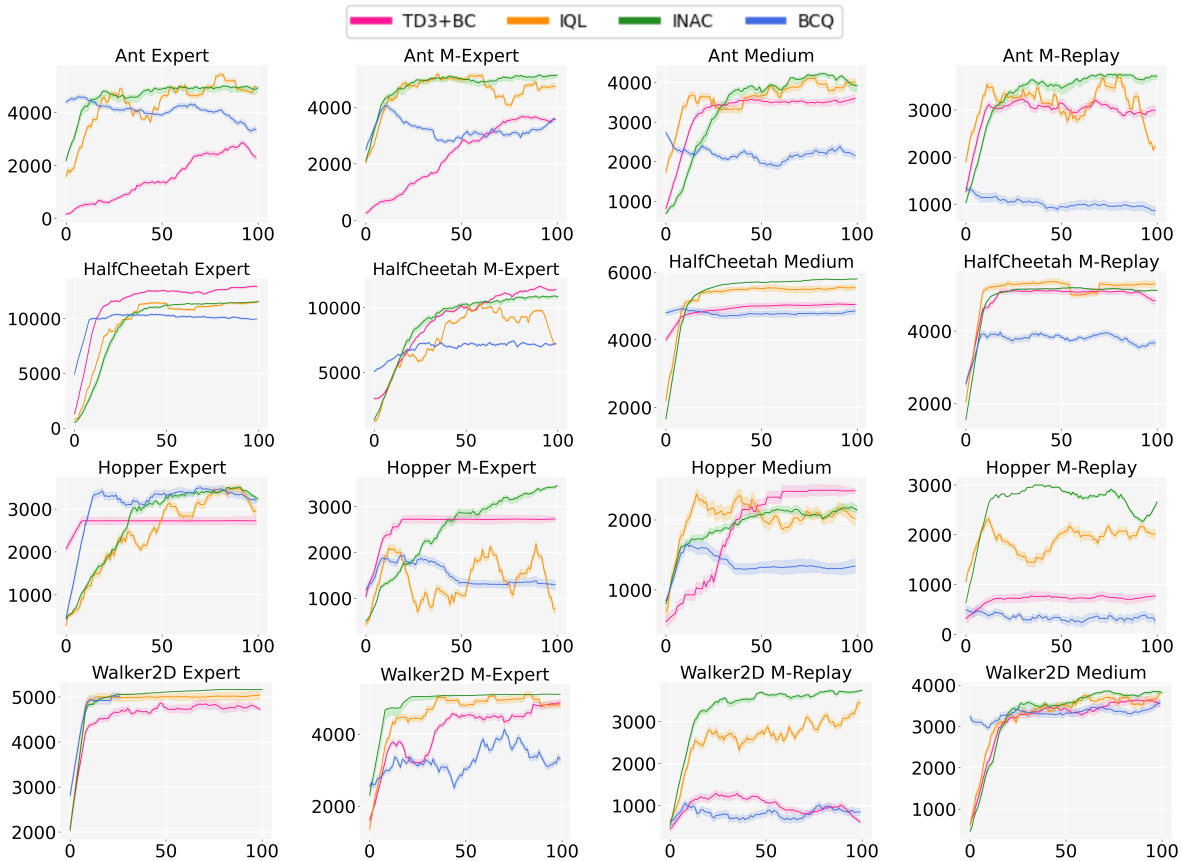 TD3+BC IQL INAC BCQ
Ant Expert Ant M-Expert Ant Medium Ant M-Replay
4000
2000
0
0 50 100
4000
2000
0
0 50 100
4000
3000
2000
1000
0 50 100
3000
2000
1000
0 50 100
HalfCheetah Expert HalfCheetah M-Expert HalfCheetah Medium HalfCheetah M-Replay
10000
5000
0
0 50 100
10000
5000
0 50 100
6000
4000
2000
0 50 100
4000
2000
0 50 100
Hopper Expert Hopper M-Expert Hopper Medium Hopper M-Replay
3000
2000
1000
0
0 50 100
3000
2000
1000
0 50 100
2000
1000
0 50 100
3000
2000
1000
0
0 50 100
Walker2D Expert Walker2D M-Expert Walker2D M-Replay Walker2D Medium
5000
4000
3000
2000
0 50 100
4000
2000
0 50 100
3000
2000
1000
0 50 100
4000
3000
2000
1000
0 50 100